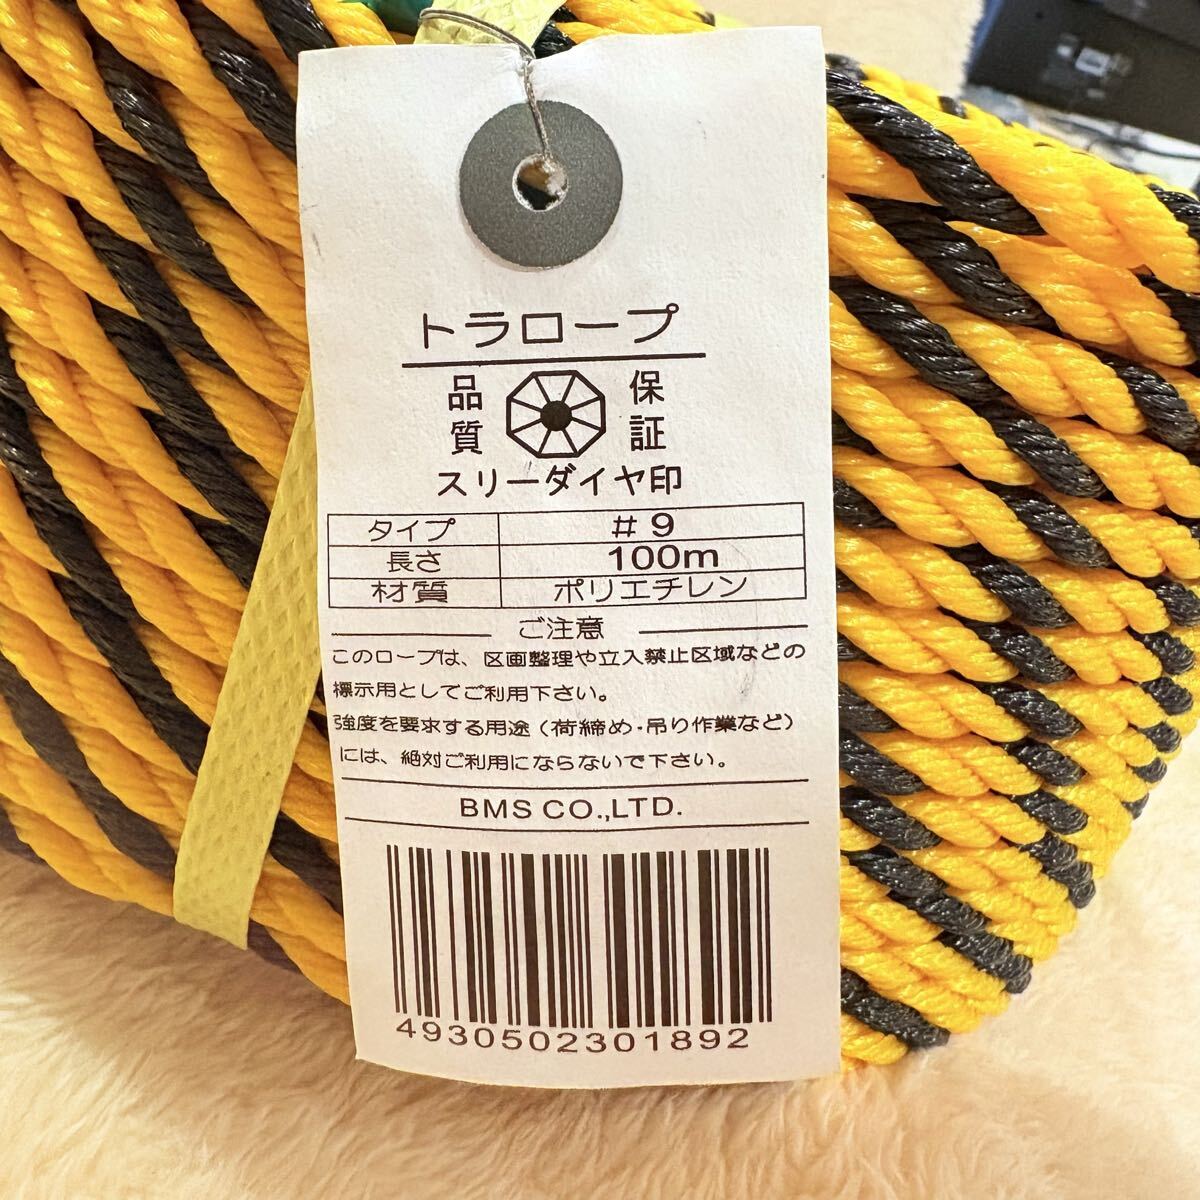 トラロープ
品質 保証
スリーダイヤ印
タイプ #9
長さ 100m
材質 ポリエチレン
ご注意
このロープは、区画整理や立入禁止区域などの
標示用としてご利用下さい。
強度を要求する用途(荷締め・吊り作業など)
には、絶対ご利用にならないで下さい。
BMS CO.,LTD.
4930502301892